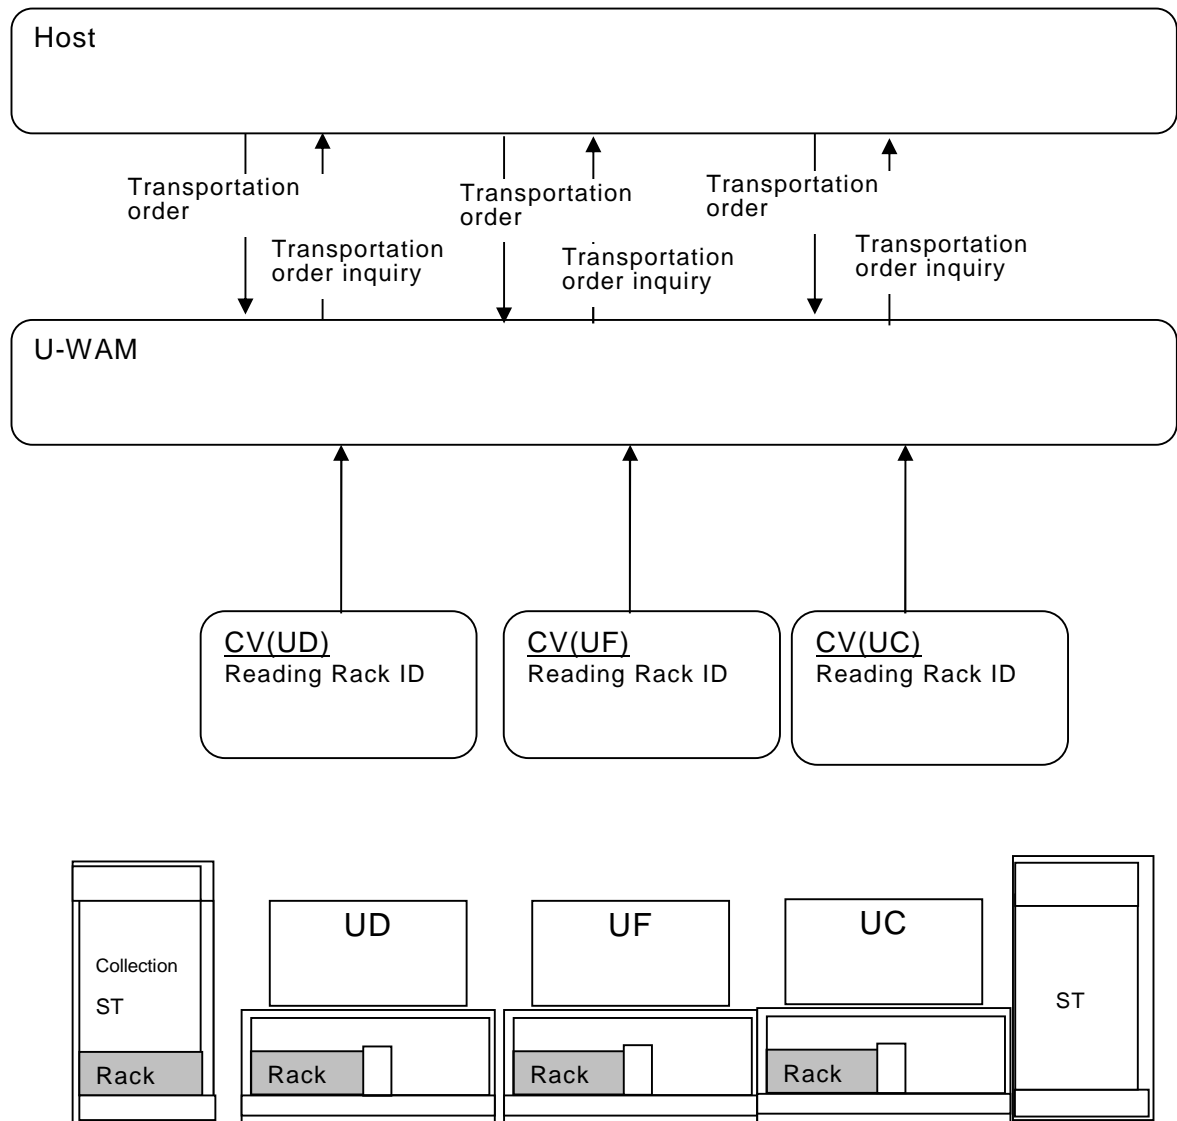 Host
Transportation
order
Transportation
order inquiry
Transportation
order
Transportation
order inquiry
Transportation
order
Transportation
order inquiry
U-WAM
CV(UD)
Reading Rack ID
CV(UF)
Reading Rack ID
CV(UC)
Reading Rack ID
Collection
ST
Rack
UD
Rack
UF
Rack
UC
Rack
ST